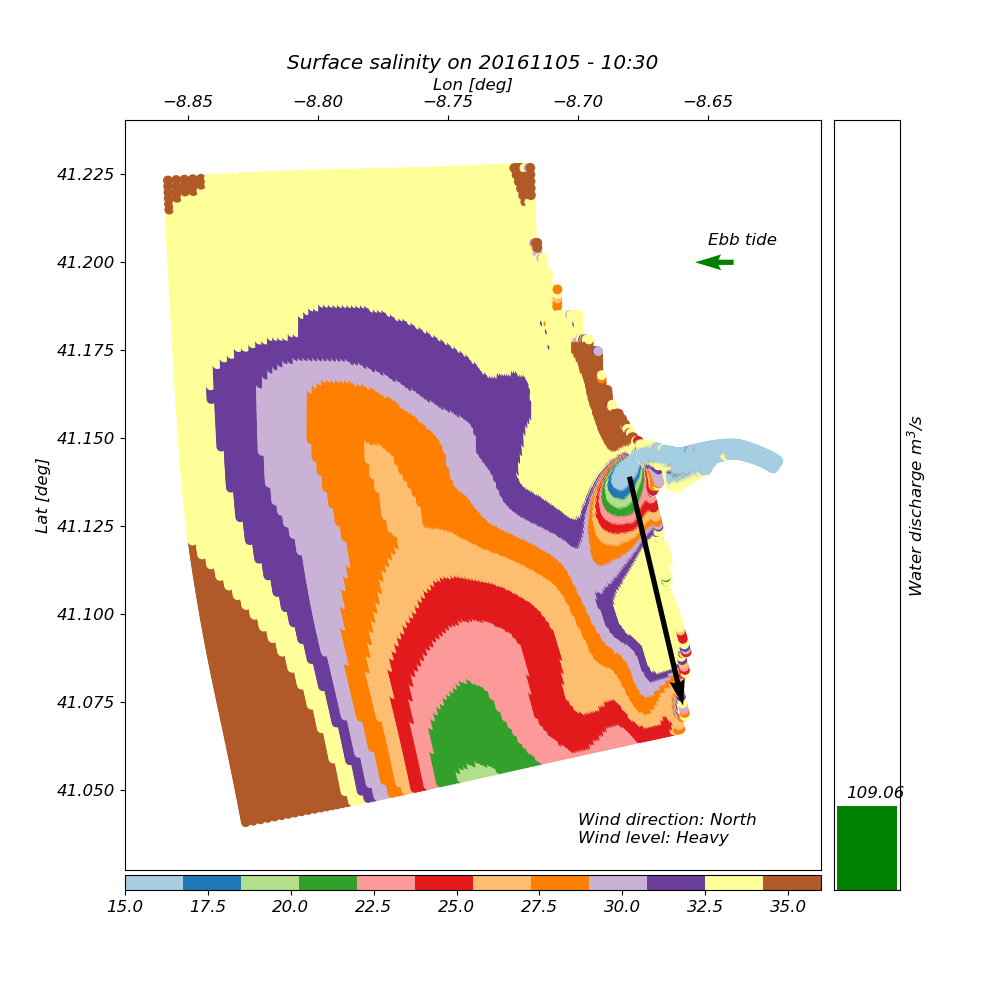 Surface salinity on 20161105 - 10:30
Lon [deg]
−8.85 −8.80 −8.75 −8.70 −8.65
41.225
41.200
41.175
41.150
41.125
41.100
41.075
41.050
Lat [deg]
Ebb tide
Wind direction: North
Wind level: Heavy
15.0 17.5 20.0 22.5 25.0 27.5 30.0 32.5 35.0
109.06
Water discharge m³/s